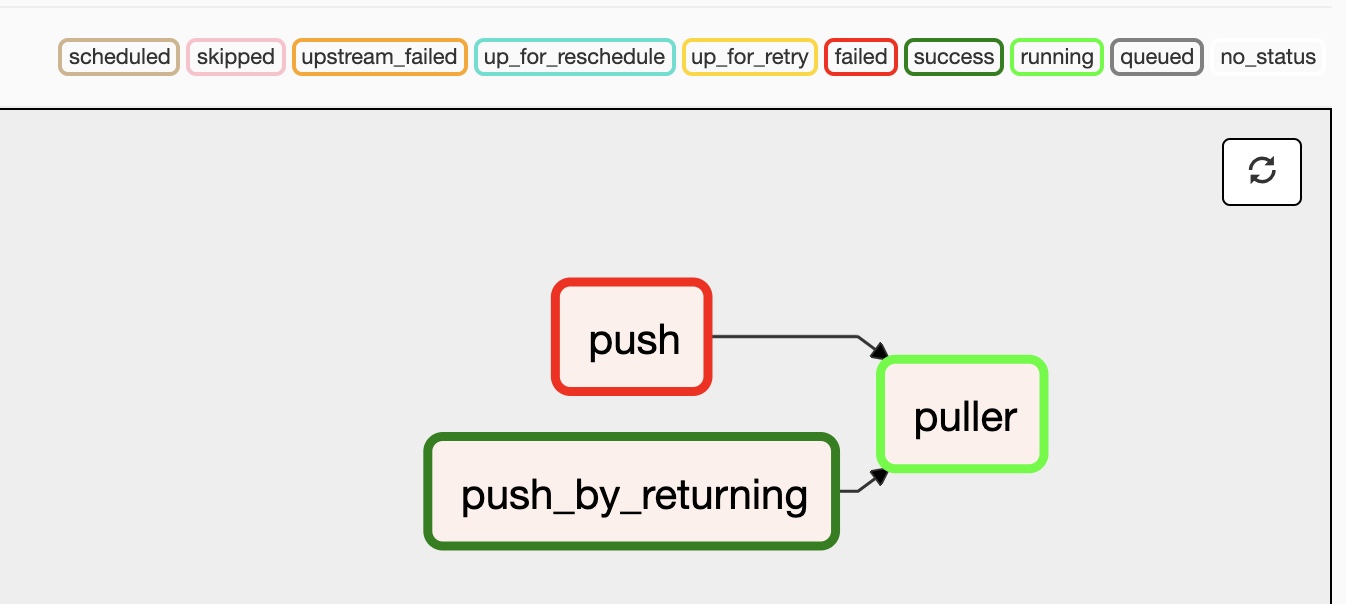 scheduled skipped upstream_failed up_for_reschedule up_for_retry failed success running queued no_status
push
puller
push_by_returning